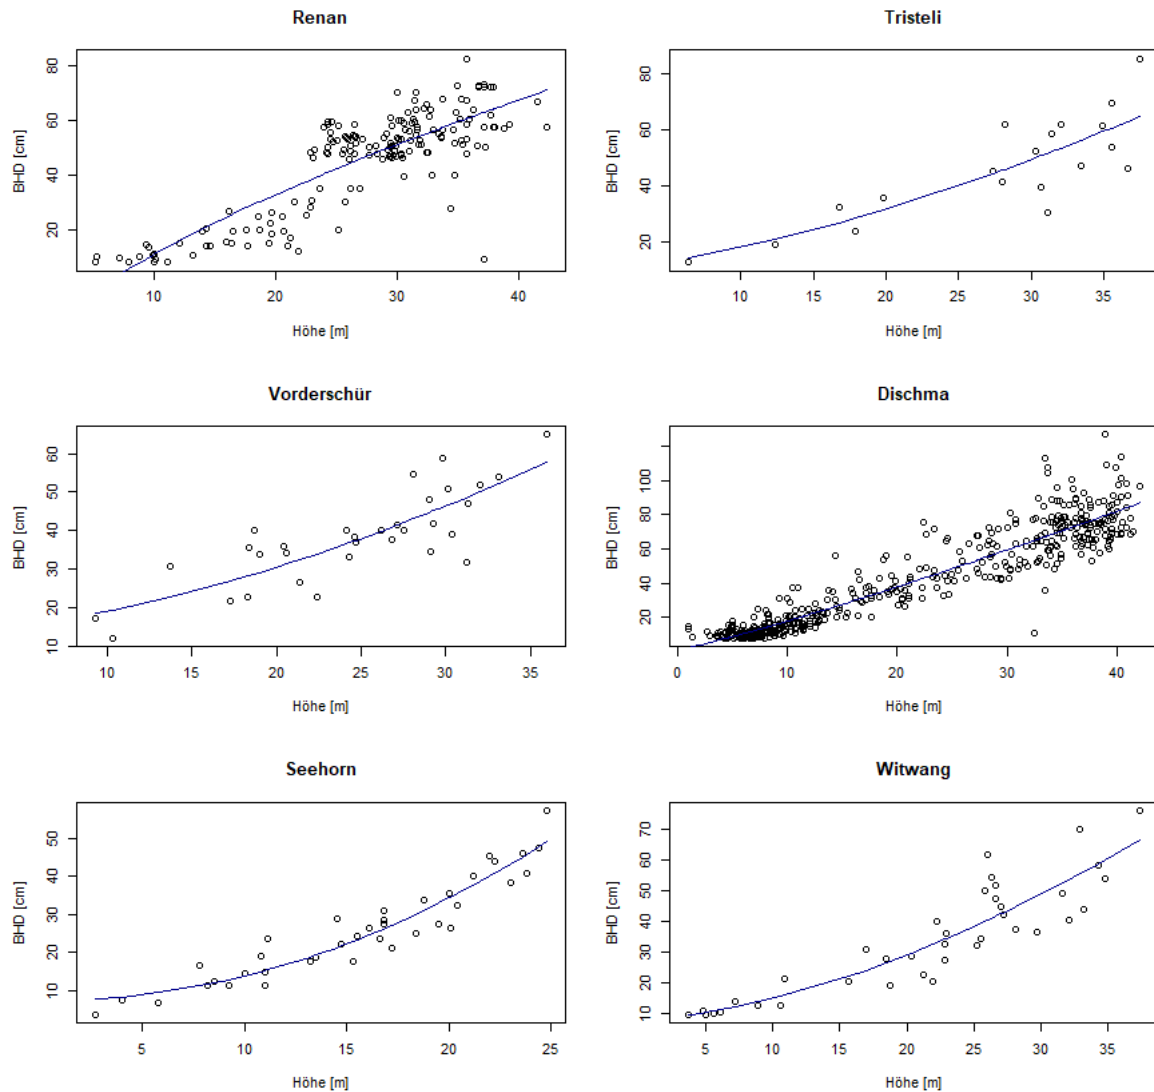 Renan
Tristeli
BHD [cm]
20 40 60 80
10 20 30 40
Höhe [m]
BHD [cm]
20 40 60 80
10 15 20 25 30 35
Höhe [m]
Vorderschür
Dischma
BHD [cm]
10 20 30 40 50 60
10 15 20 25 30 35
Höhe [m]
BHD [cm]
20 40 60 80 100
0 10 20 30 40
Höhe [m]
Seehorn
Witwang
BHD [cm]
10 20 30 40 50
5 10 15 20 25
Höhe [m]
BHD [cm]
10 20 30 40 50 60 70
5 10 15 20 25 30 35
Höhe [m]